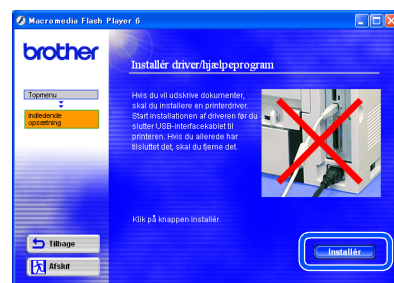 Macromedia Flash Player 6
brother
Installér driver/hjælpeprogram
Topmenu
Indledende
opsætning
Hvis du vil udskrive dokumenter,
skal du installere en printerdriver.
Start installationen af driveren før du
slutter USB-interfacekablet til
printeren. Hvis du allerede har
tilsluttet det, skal du fjerne det.
Klik på knappen Installér.
Tilbage
Afslut
Installér